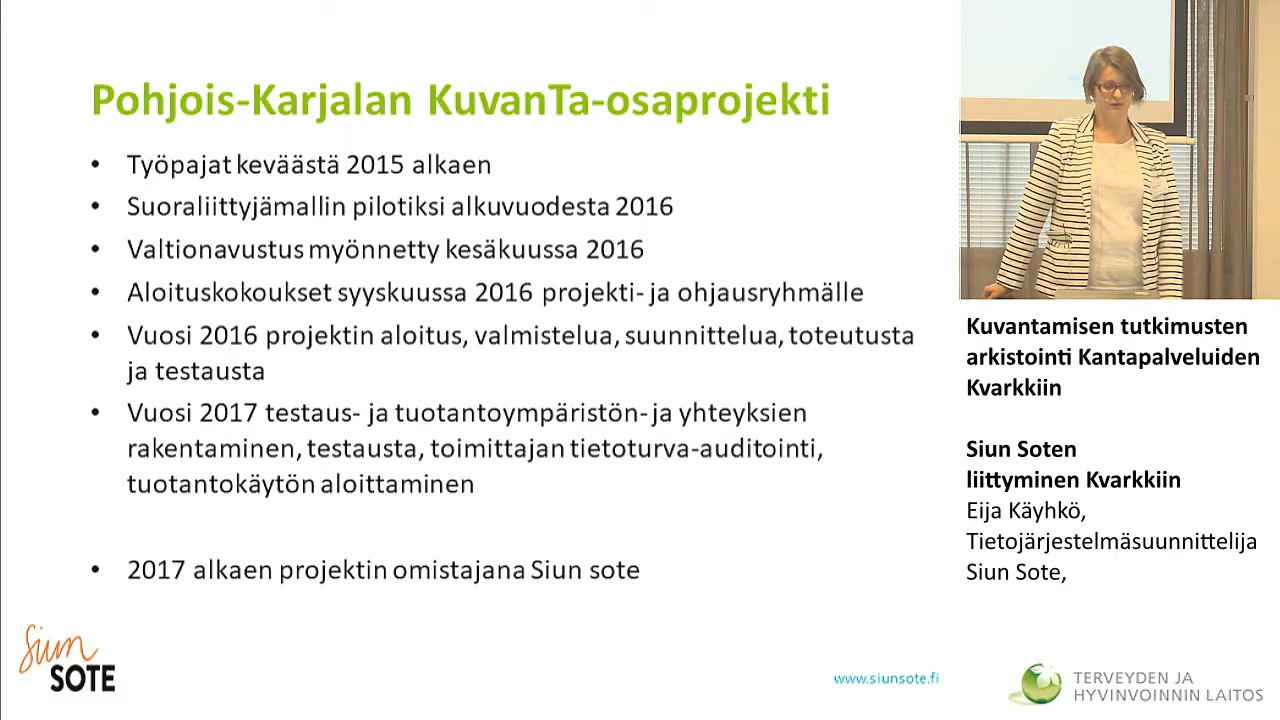 Pohjois-Karjalan KuvanTa-osaprojekti
• Työpajat keväästä 2015 alkaen
• Suoraliittyjämallin pilotiksi alkuvuodesta 2016
• Valtionavustus myönnetty kesäkuussa 2016
• Aloituskokoukset syyskuussa 2016 projekti- ja ohjausryhmälle
• Vuosi 2016 projektin aloitus, valmistelua, suunnittelua, toteutusta
ja testausta
• Vuosi 2017 testaus- ja tuotantoympäristön- ja yhteyksien
rakentaminen, testausta, toimittajan tietoturva-auditointi,
tuotantokäytön aloittaminen
• 2017 alkaen projektin omistajana Siun sote
Siun
SOTE
www.siunsote.fi
Kuvantamisen tutkimusten
arkistointi Kantapalveluiden
Kvarkkiin
Siun Soten
liittyminen Kvarkkiin
Eija Käyhkö,
Tietojärjestelmäsuunnittelija
Siun Sote,
TERVEYDEN JA
HYVINVOINNIN LAITOS